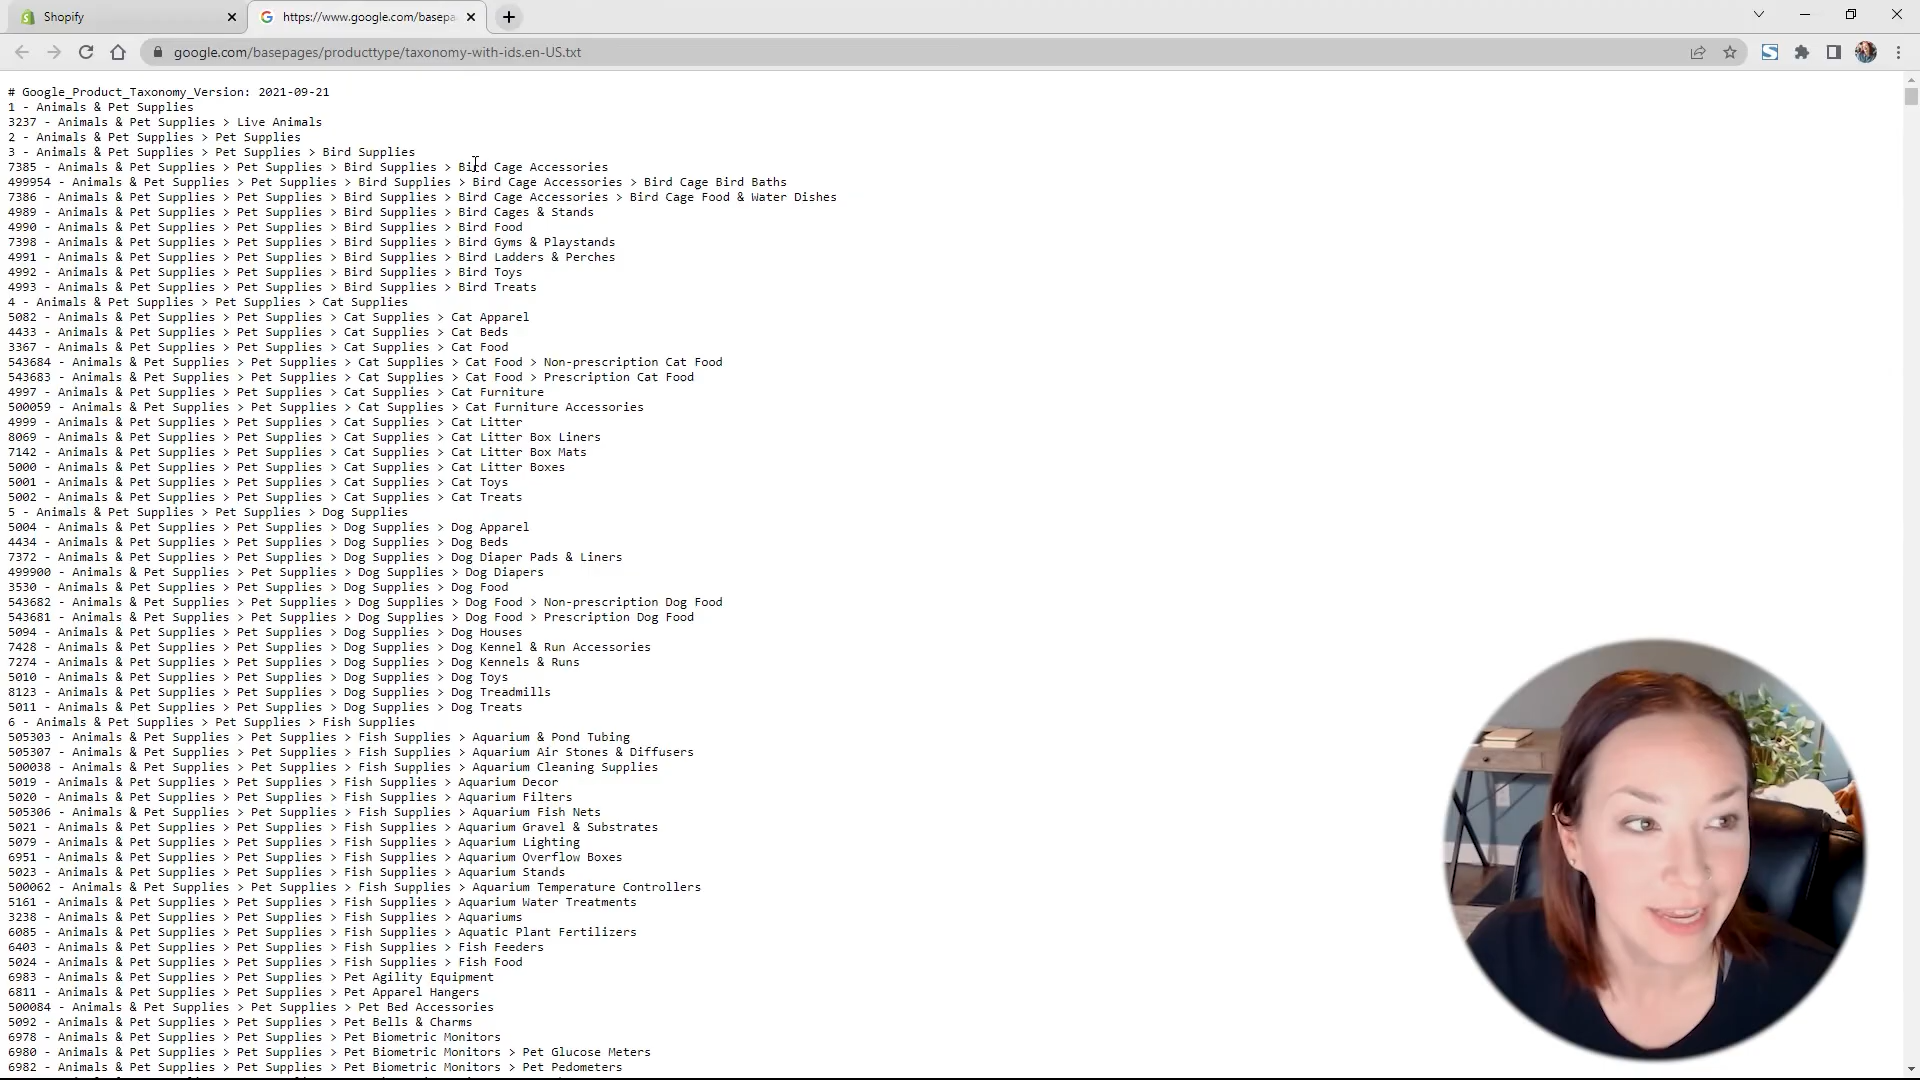 Shopify
https://www.google.com/basepa
google.com/basepages/producttype/taxonomy-with-ids.en-US.txt
# Google_Product_Taxonomy_Version: 2021-09-21
1 - Animals & Pet Supplies
3237 - Animals & Pet Supplies > Live Animals
2 - Animals & Pet Supplies > Pet Supplies
3 - Animals & Pet Supplies > Pet Supplies > Bird Supplies
7385 - Animals & Pet Supplies > Pet Supplies > Bird Supplies > Bird Cage Accessories
499954 - Animals & Pet Supplies > Pet Supplies > Bird Supplies > Bird Cage Accessories > Bird Cage Bird Baths
7386 - Animals & Pet Supplies > Pet Supplies > Bird Supplies > Bird Cage Accessories > Bird Cage Food & Water Dishes
4989 - Animals & Pet Supplies > Pet Supplies > Bird Supplies > Bird Cages & Stands
4990 - Animals & Pet Supplies > Pet Supplies > Bird Supplies > Bird Food
7398 - Animals & Pet Supplies > Pet Supplies > Bird Supplies > Bird Gyms & Playstands
4991 - Animals & Pet Supplies > Pet Supplies > Bird Supplies > Bird Ladders & Perches
4992 - Animals & Pet Supplies > Pet Supplies > Bird Supplies > Bird Toys
4993 - Animals & Pet Supplies > Pet Supplies > Bird Supplies > Bird Treats
4 - Animals & Pet Supplies > Pet Supplies > Cat Supplies
5082 - Animals & Pet Supplies > Pet Supplies > Cat Supplies > Cat Apparel
4433 - Animals & Pet Supplies > Pet Supplies > Cat Supplies > Cat Beds
3367 - Animals & Pet Supplies > Pet Supplies > Cat Supplies > Cat Food
543684 - Animals & Pet Supplies > Pet Supplies > Cat Supplies > Cat Food > Non-prescription Cat Food
543683 - Animals & Pet Supplies > Pet Supplies > Cat Supplies > Cat Food > Prescription Cat Food
4997 - Animals & Pet Supplies > Pet Supplies > Cat Supplies > Cat Furniture
500059 - Animals & Pet Supplies > Pet Supplies > Cat Supplies > Cat Furniture Accessories
4999 - Animals & Pet Supplies > Pet Supplies > Cat Supplies > Cat Litter
8069 - Animals & Pet Supplies > Pet Supplies > Cat Supplies > Cat Litter Box Liners
7142 - Animals & Pet Supplies > Pet Supplies > Cat Supplies > Cat Litter Box Mats
5000 - Animals & Pet Supplies > Pet Supplies > Cat Supplies > Cat Litter Boxes
5001 - Animals & Pet Supplies > Pet Supplies > Cat Supplies > Cat Toys
5002 - Animals & Pet Supplies > Pet Supplies > Cat Supplies > Cat Treats
5 - Animals & Pet Supplies > Pet Supplies > Dog Supplies
5004 - Animals & Pet Supplies > Pet Supplies > Dog Supplies > Dog Apparel
4434 - Animals & Pet Supplies > Pet Supplies > Dog Supplies > Dog Beds
7372 - Animals & Pet Supplies > Pet Supplies > Dog Supplies > Dog Diaper Pads & Liners
499900 - Animals & Pet Supplies > Pet Supplies > Dog Supplies > Dog Diapers
3530 - Animals & Pet Supplies > Pet Supplies > Dog Supplies > Dog Food
543682 - Animals & Pet Supplies > Pet Supplies > Dog Supplies > Dog Food > Non-prescription Dog Food
543681 - Animals & Pet Supplies > Pet Supplies > Dog Supplies > Dog Food > Prescription Dog Food
5094 - Animals & Pet Supplies > Pet Supplies > Dog Supplies > Dog Houses
7428 - Animals & Pet Supplies > Pet Supplies > Dog Supplies > Dog Kennel & Run Accessories
7274 - Animals & Pet Supplies > Pet Supplies > Dog Supplies > Dog Kennels & Runs
5010 - Animals & Pet Supplies > Pet Supplies > Dog Supplies > Dog Toys
8123 - Animals & Pet Supplies > Pet Supplies > Dog Supplies > Dog Treadmills
5011 - Animals & Pet Supplies > Pet Supplies > Dog Supplies > Dog Treats
6 - Animals & Pet Supplies > Pet Supplies > Fish Supplies
505303 - Animals & Pet Supplies > Pet Supplies > Fish Supplies > Aquarium & Pond Tubing
505307 - Animals & Pet Supplies > Pet Supplies > Fish Supplies > Aquarium Air Stones & Diffusers
500038 - Animals & Pet Supplies > Pet Supplies > Fish Supplies > Aquarium Cleaning Supplies
5019 - Animals & Pet Supplies > Pet Supplies > Fish Supplies > Aquarium Decor
5020 - Animals & Pet Supplies > Pet Supplies > Fish Supplies > Aquarium Filters
505306 - Animals & Pet Supplies > Pet Supplies > Fish Supplies > Aquarium Fish Nets
5021 - Animals & Pet Supplies > Pet Supplies > Fish Supplies > Aquarium Gravel & Substrates
5079 - Animals & Pet Supplies > Pet Supplies > Fish Supplies > Aquarium Lighting
6951 - Animals & Pet Supplies > Pet Supplies > Fish Supplies > Aquarium Overflow Boxes
5023 - Animals & Pet Supplies > Pet Supplies > Fish Supplies > Aquarium Stands
500062 - Animals & Pet Supplies > Pet Supplies > Fish Supplies > Aquarium Temperature Controllers
5161 - Animals & Pet Supplies > Pet Supplies > Fish Supplies > Aquarium Water Treatments
3238 - Animals & Pet Supplies > Pet Supplies > Fish Supplies > Aquariums
6085 - Animals & Pet Supplies > Pet Supplies > Fish Supplies > Aquatic Plant Fertilizers
6403 - Animals & Pet Supplies > Pet Supplies > Fish Supplies > Fish Feeders
5024 - Animals & Pet Supplies > Pet Supplies > Fish Supplies > Fish Food
6983 - Animals & Pet Supplies > Pet Supplies > Pet Agility Equipment
6811 - Animals & Pet Supplies > Pet Supplies > Pet Apparel Hangers
500084 - Animals & Pet Supplies > Pet Supplies > Pet Bed Accessories
5092 - Animals & Pet Supplies > Pet Supplies > Pet Bells & Charms
6978 - Animals & Pet Supplies > Pet Supplies > Pet Biometric Monitors
6980 - Animals & Pet Supplies > Pet Supplies > Pet Biometric Monitors > Pet Glucose Meters
6982 - Animals & Pet Supplies > Pet Supplies > Pet Biometric Monitors > Pet Pedometers